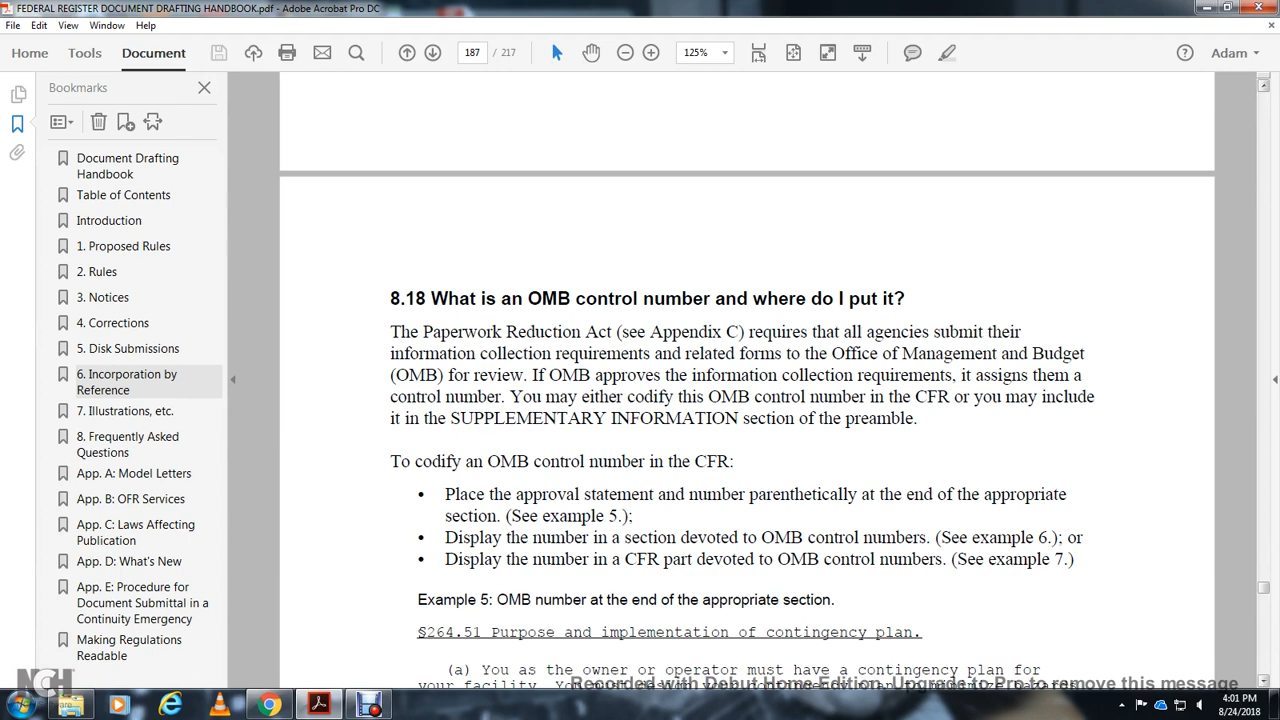 FEDERAL REGISTER DOCUMENT DRAFTING HANDBOOK.pdf - Adobe Acrobat Pro DC
File Edit View Window Help
Home Tools Document 187 / 217 125% Adam
Bookmarks
Document Drafting
Handbook
Table of Contents
Introduction
1. Proposed Rules
2. Rules
3. Notices
4. Corrections
5. Disk Submissions
6. Incorporation by
Reference
7. Illustrations, etc.
8. Frequently Asked
Questions
App. A: Model Letters
App. B: OFR Services
App. C: Laws Affecting
Publication
App. D: What's New
App. E: Procedure for
Document Submittal in a
Continuity Emergency
Making Regulations
Readable
8.18 What is an OMB control number and where do I put it?
The Paperwork Reduction Act (see Appendix C) requires that all agencies submit their
information collection requirements and related forms to the Office of Management and Budget
(OMB) for review. If OMB approves the information collection requirements, it assigns them a
control number. You may either codify this OMB control number in the CFR or you may include
it in the SUPPLEMENTARY INFORMATION section of the preamble.
To codify an OMB control number in the CFR:
• Place the approval statement and number parenthetically at the end of the appropriate
section. (See example 5.);
• Display the number in a section devoted to OMB control numbers. (See example 6.); or
• Display the number in a CFR part devoted to OMB control numbers. (See example 7.)
Example 5: OMB number at the end of the appropriate section.
§264.51 Purpose and implementation of contingency plan.
(a) You as the owner or operator must have a contingency plan for
your facility.
Recorded with Debut Home Edition. Upgrade to Pro to remove this message
NCH
4:01 PM
8/24/2018